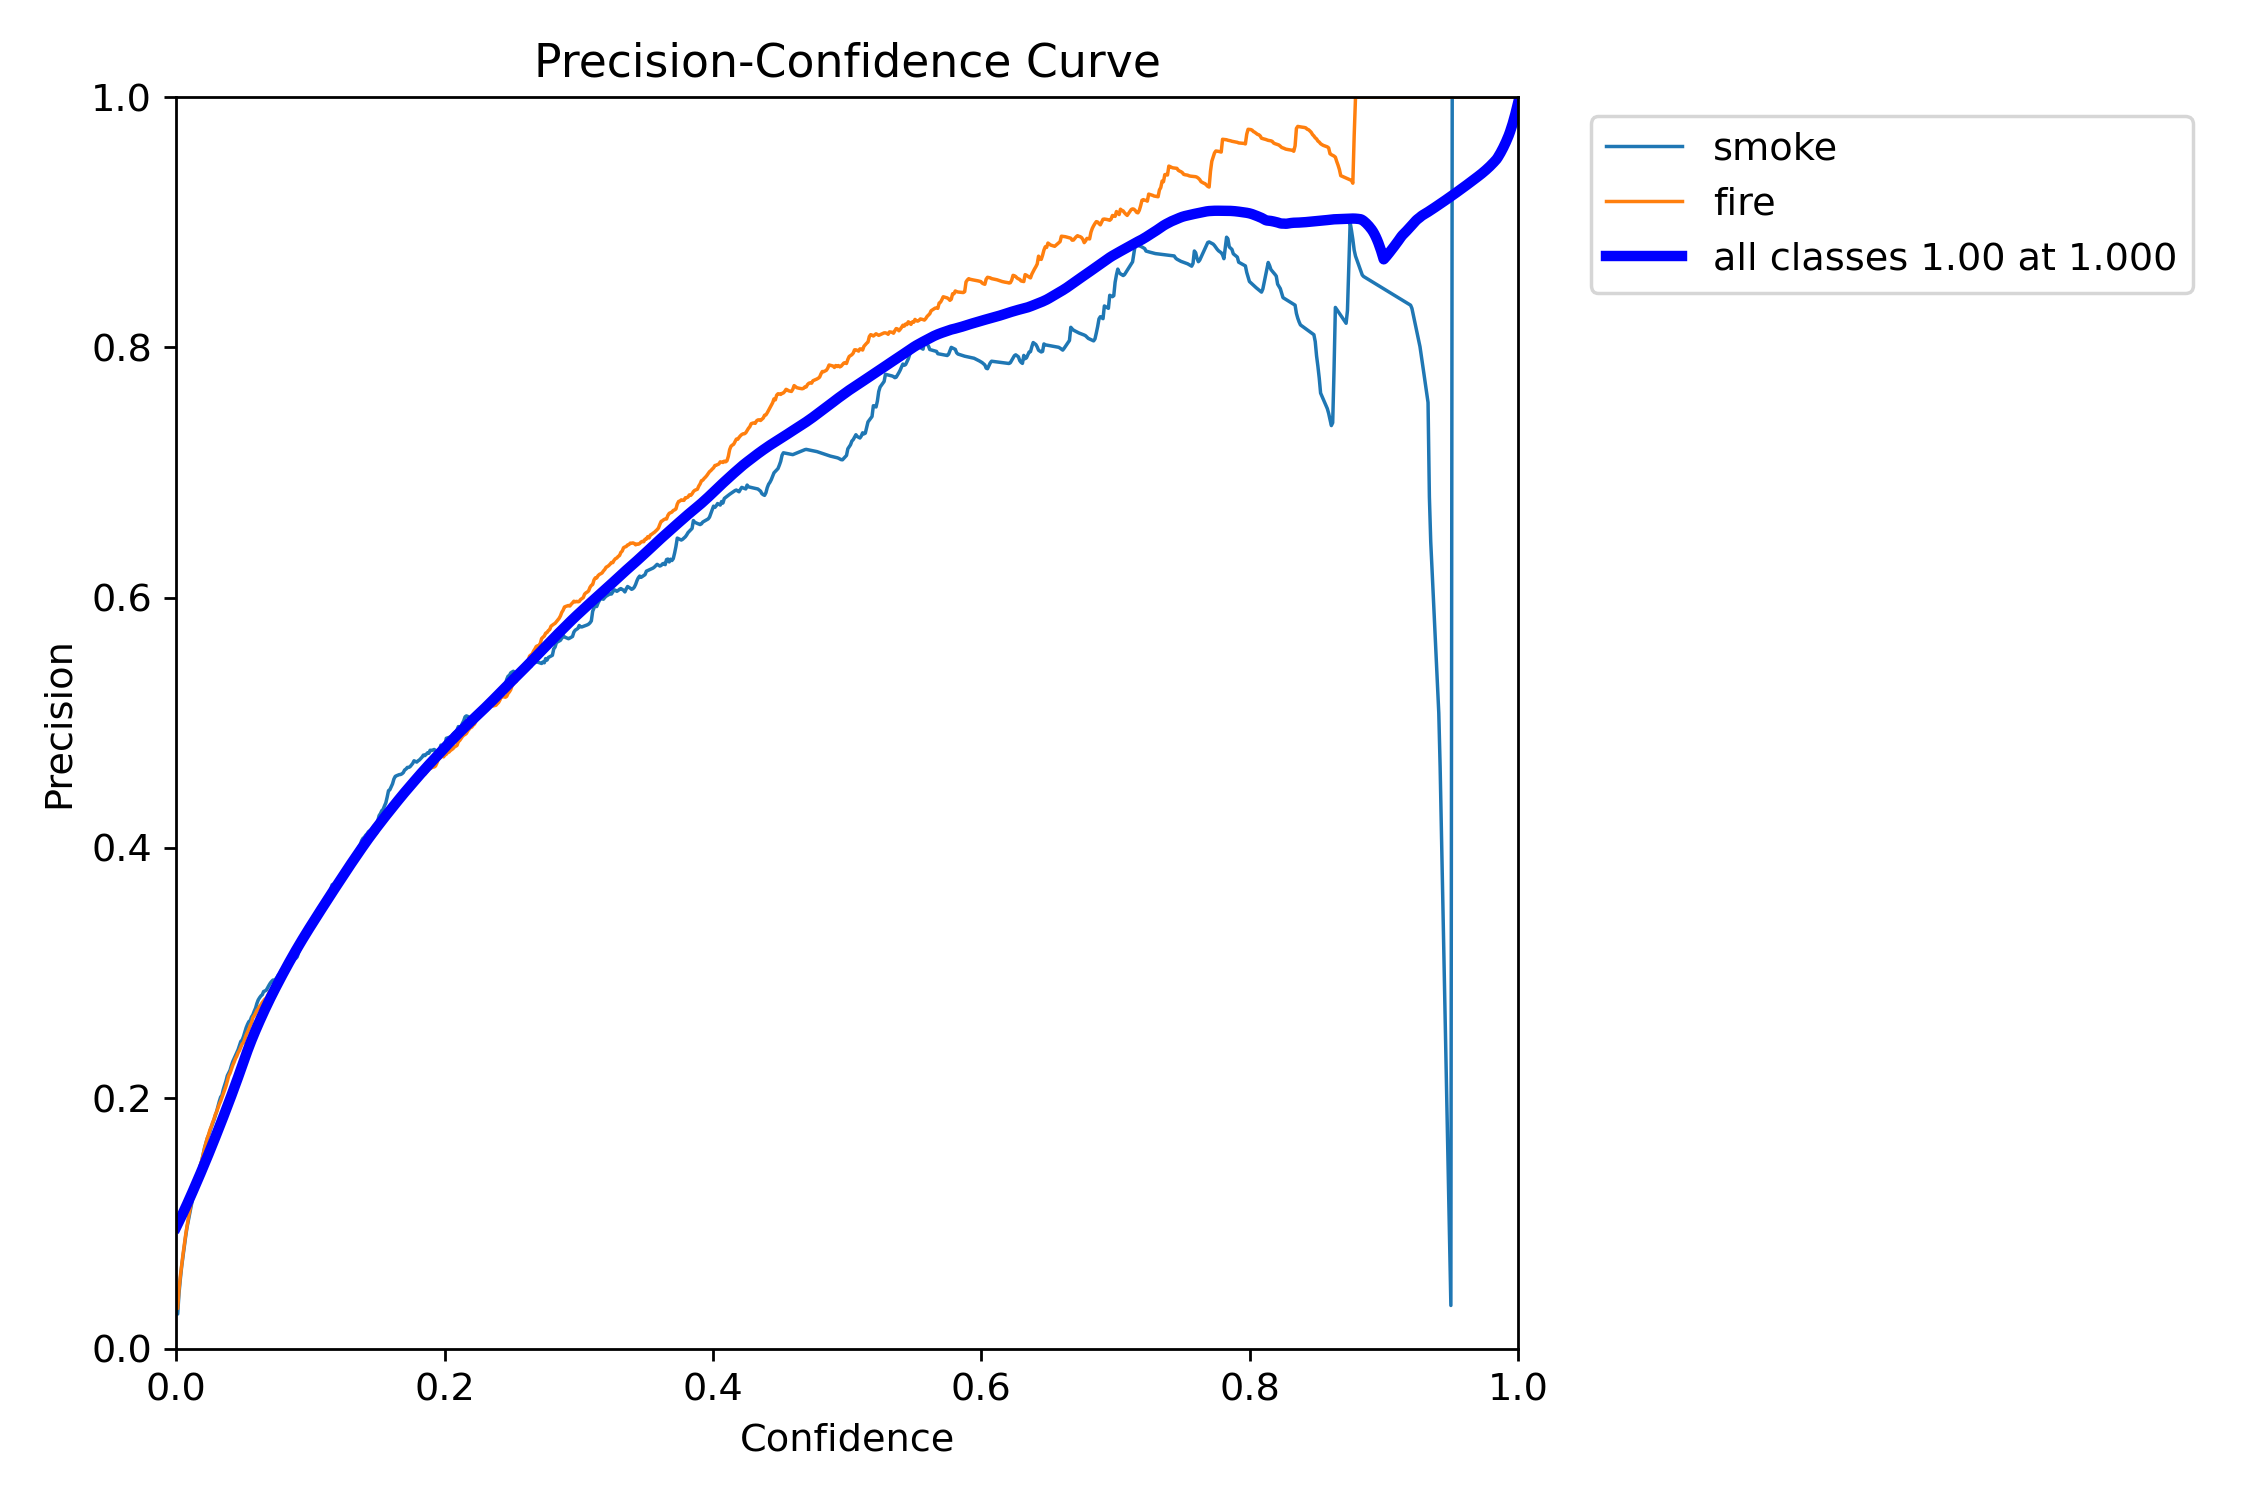 Precision-Confidence Curve
1.0
0.8
0.6
0.4
0.2
0.0
Precision
0.0 0.2 0.4 0.6 0.8 1.0
Confidence
smoke
fire
all classes 1.00 at 1.000